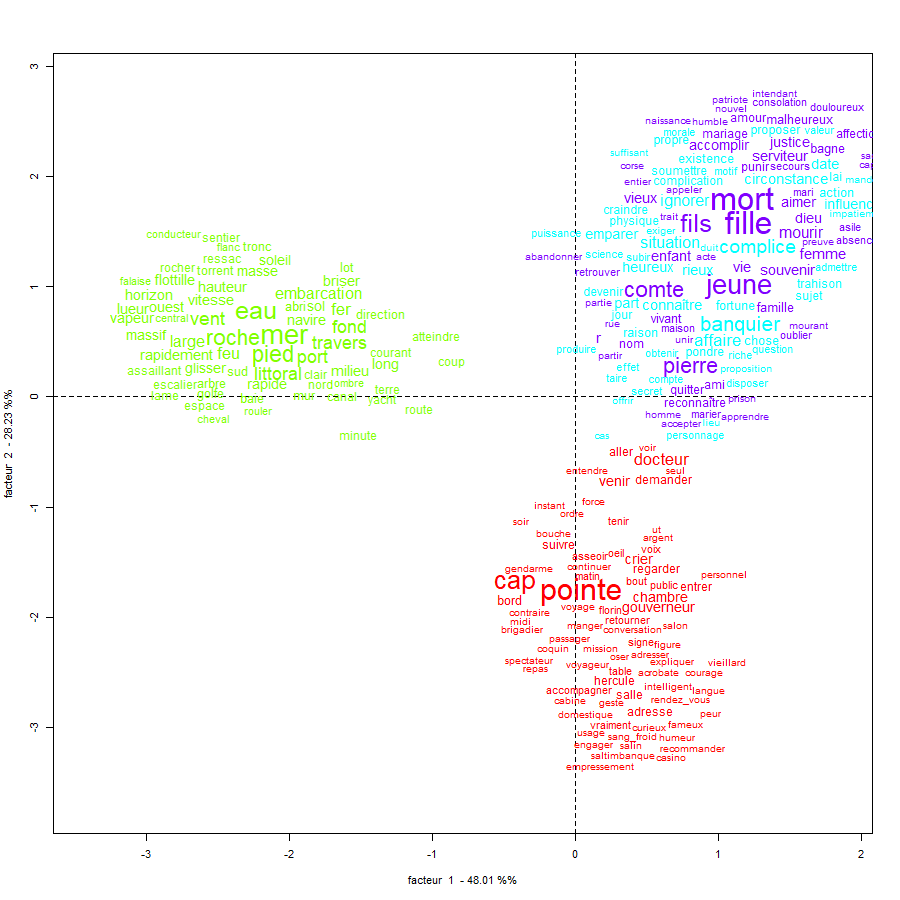 3
2
1
0
-1
-2
-3
facteur 2 - 28.23 %%
intendant
patriote consolation
nouvel douloureux
naissance humble amour malheureux
morale mariage proposer valeur affectio
propre accomplir justice
suffisant existence serviteur bagne
corse soumettre motif punir secours date
entier complication circonstance loi
appeler mari action
vieux ignorer mort aimer influenc
craindre trait fils fille dieu impatien
physique exiger asile
puissance emparer mourir
situation duit complice preuve absenc
abandonner science subir enfant acte femme
retrouver heureux rieux vie souvenir admettre
devenir comte jeune trahison
partie part connaître fortune famille sujet
jour vivant
rue maison banquier mourant
r raison unir affaire chose oublier
nom
produire partir obtenir pondre riche question
effet pierre proposition
taire compte ami disposer
secret quitter
offrir reconnaître prison
homme marier apprendre
accepter lieu
cas personnage
conducteur sentier
flanc tronc
ressac soleil
rocher torrent masse lot
falaise flottille hauteur briser
horizon vitesse embarcation
lueur ouest eau abrisol fer
vapeur central vent navire direction
fond
massif large roche mer travers atteindre
rapidement feu pied port courant
assaillant glisser sud littoral clair milieu long coup
escalier arbre rapide nord ombre terre
lame golfe baie mur canal yacht
espace rouler route
cheval
minute
voir
aller docteur
entendre seul
venir demander
instant force
ordre
soir tenir
bouche ut
argent
suivre voix
asseoir oeil crier
gendarme continuer regarder
matin personnel
cap pointe bout public entrer
bord chambre
voyage florin gouverneur
contraire
midi retourner
brigadier manger conversation salon
passager signe figure
coquin mission
oser adresser
spectateur expliquer vieillard
repas voyageur table acrobate courage
hercule
accompagner intelligent langue
cabine salle rendez_vous
geste
domestique adresse peur
vraiment curieux fameux
usage sang_froid humeur
engager salin recommander
saltimbanque casino
empressement
-3 -2 -1 0 1 2
facteur 1 - 48.01 %%